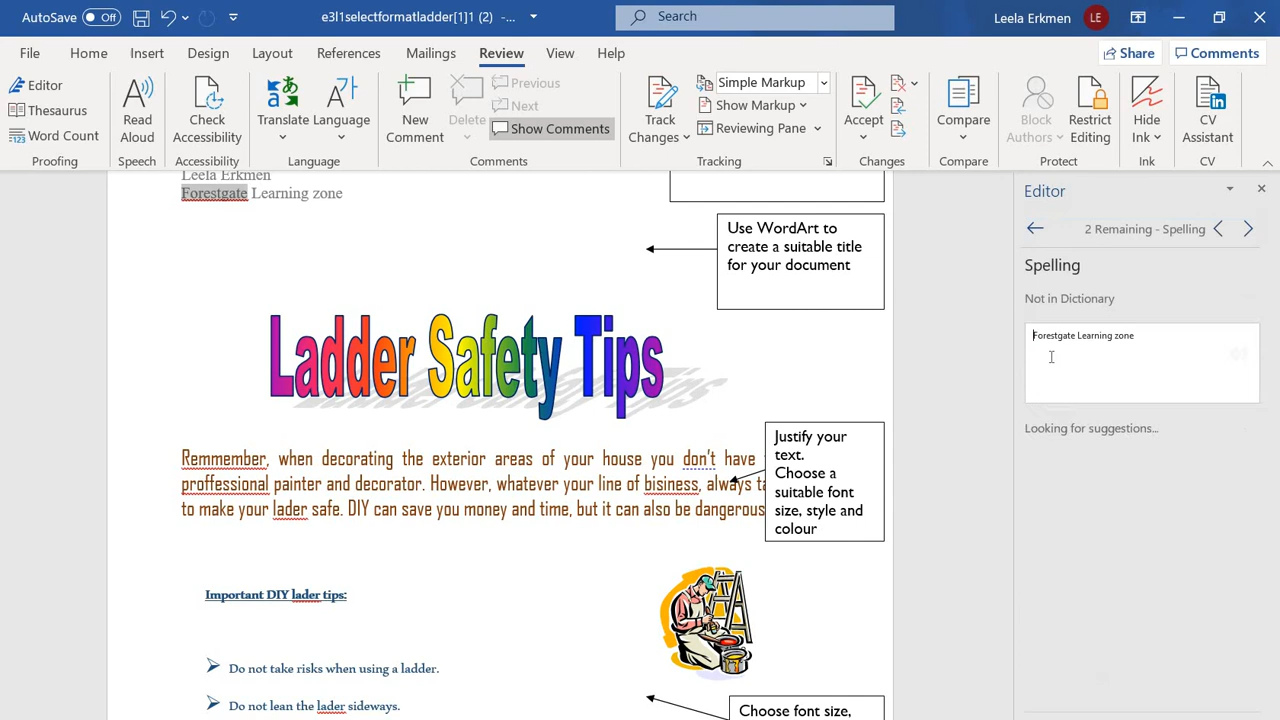 AutoSave Off e3l1selectformatladder[1]1 (2) -... Search Leela Erkmen LE
File Home Insert Draw Design Layout References Mailings Review View Help Share Comments
Editor
Thesaurus
Word Count
Proofing
Read Aloud
Speech
Check Accessibility
Accessibility
Translate
Language
Language
New Comment
Delete
Previous
Next
Show Comments
Comments
Track Changes
Simple Markup
Show Markup
Reviewing Pane
Tracking
Accept
Changes
Compare
Compare
Block Authors
Restrict Editing
Protect
Hide Ink
Ink
CV Assistant
CV
Leela Erkmen
Forestgate Learning zone
Use WordArt to
create a suitable title
for your document
Ladder Safety Tips
Justify your
text.
Choose a
suitable font
size, style and
colour
Remmember, when decorating the exterior areas of your house you don't have
proffessional painter and decorator. However, whatever your line of bisiness, always ta
to make your lader safe. DIY can save you money and time, but it can also be dangerous
Important DIY lader tips:
Do not take risks when using a ladder.
Do not lean the lader sideways.
Choose font size,
Editor
2 Remaining - Spelling
Spelling
Not in Dictionary
Forestgate Learning zone
Looking for suggestions...